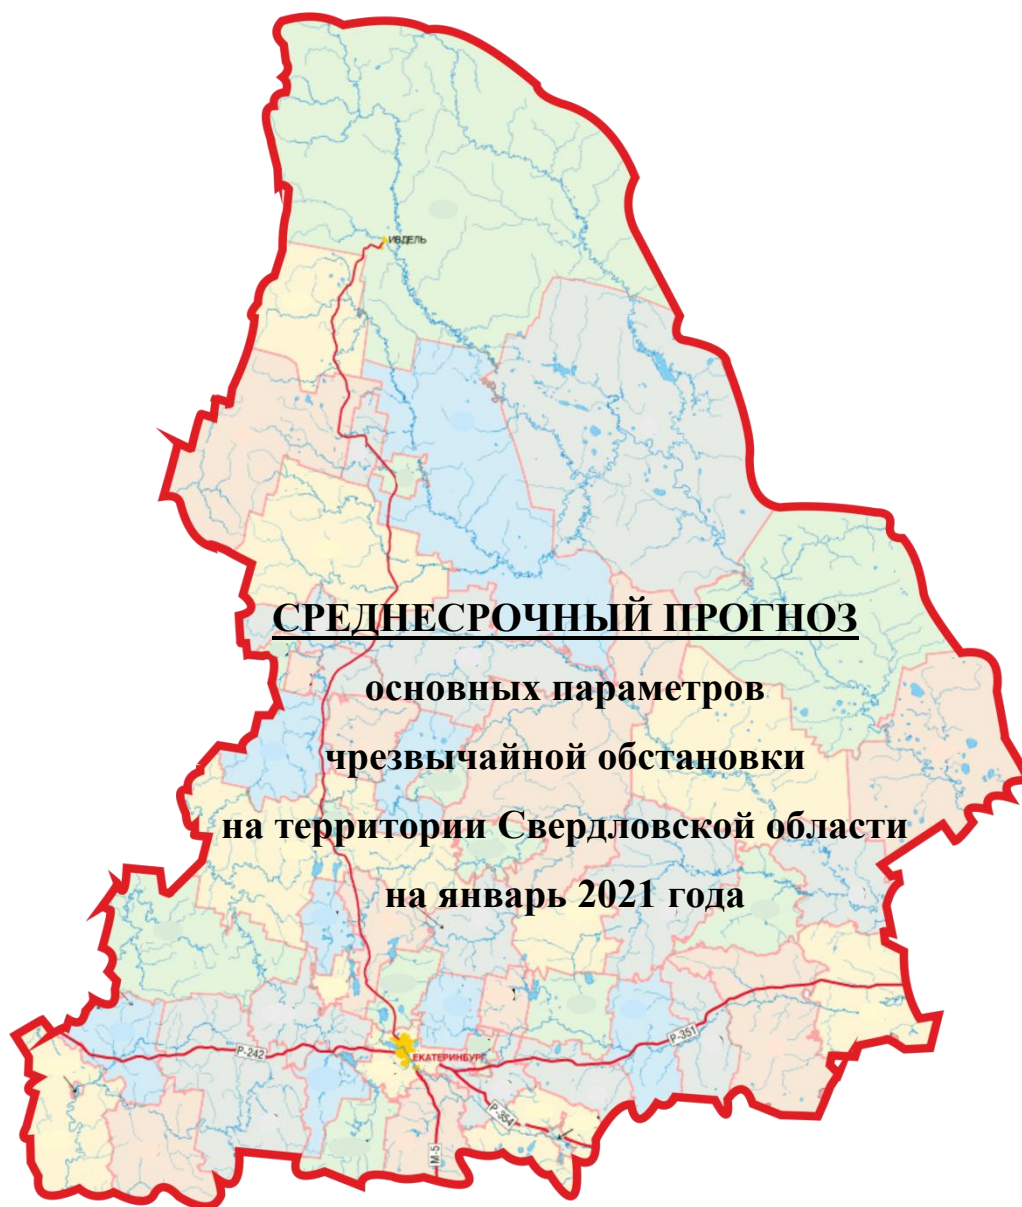 ИВДЕЛЬ
СРЕДНЕСРОЧНЫЙ ПРОГНОЗ
основных параметров
чрезвычайной обстановки
на территории Свердловской области
на январь 2021 года
Р-351
Р-242
ЕКАТЕРИНБУРГ
Р-354
М-5